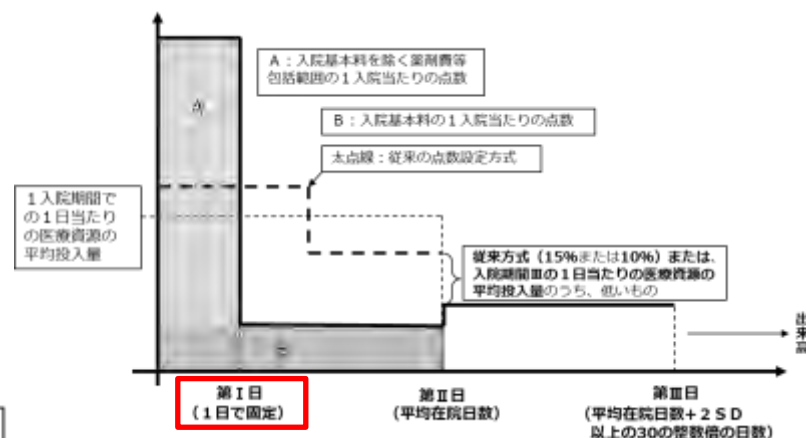 A：入院基本料を除く薬剤費等
包括範囲の１入院当たりの点数
A
B：入院基本料の１入院当たりの点数
太点線：従来の点数設定方式
１入院期間で
の１日当たり
の医療資源の
平均投入量
従来方式（15%または10%）または、
入院期間Ⅲの１日当たりの医療資源の
平均投入量のうち、低いもの
B
出来高
第Ⅰ日
（１日で固定）
第Ⅱ日
（平均在院日数）
第Ⅲ日
（平均在院日数+２ＳＤ
以上の30の整数倍の日数）